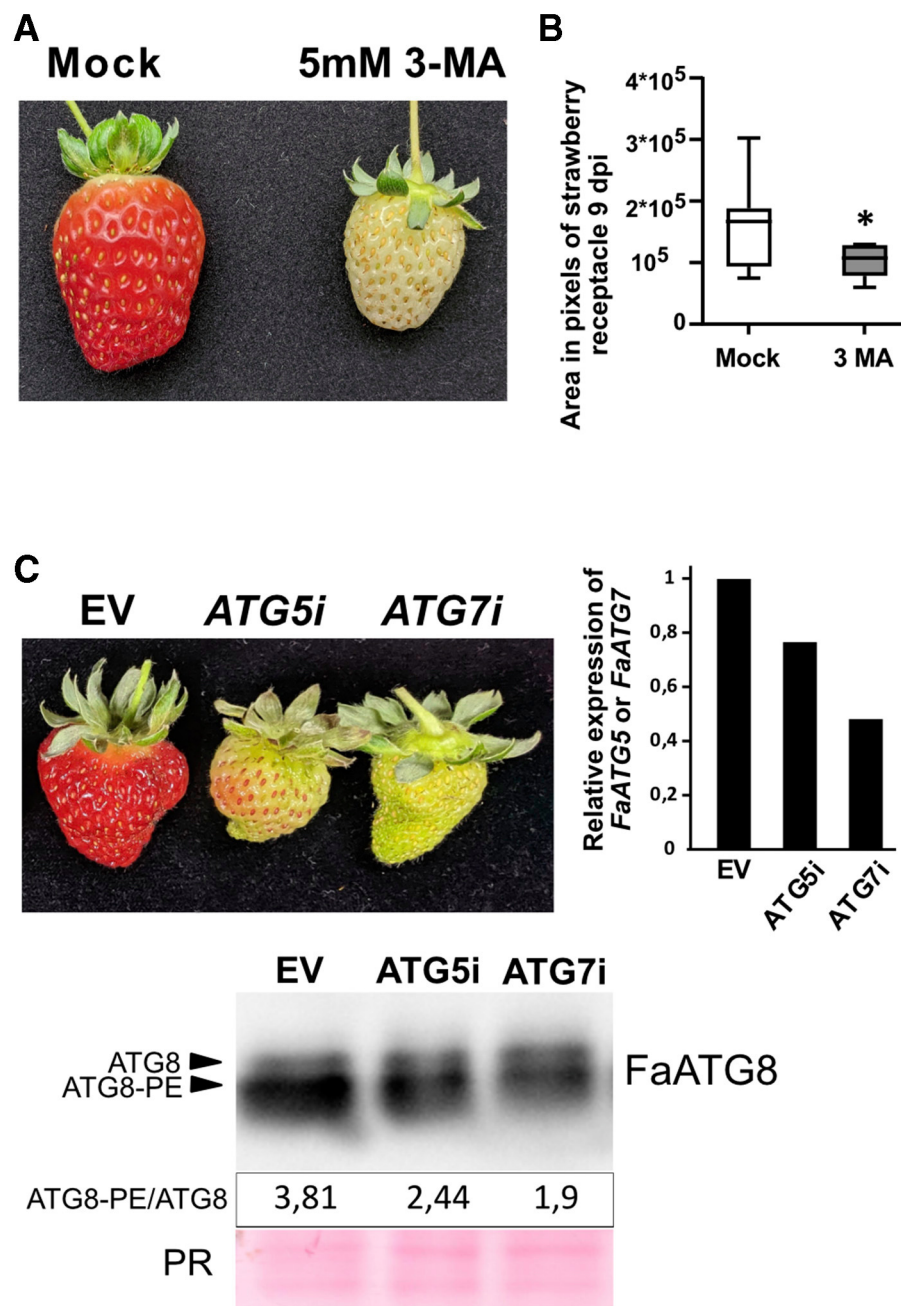 A
Mock
5mM 3-MA
B
Area in pixels of strawberry
receptacle 9 dpi
4*10⁵
3*10⁵
2*10⁵
10⁵
0
*
Mock
3 MA
C
EV
ATG5i
ATG7i
Relative expression of
FaATG5 or FaATG7
1
0,8
0,6
0,4
0,2
0
EV
ATG5i
ATG7i
EV
ATG5i
ATG7i
ATG8
ATG8-PE
FaATG8
ATG8-PE/ATG8
3,81
2,44
1,9
PR